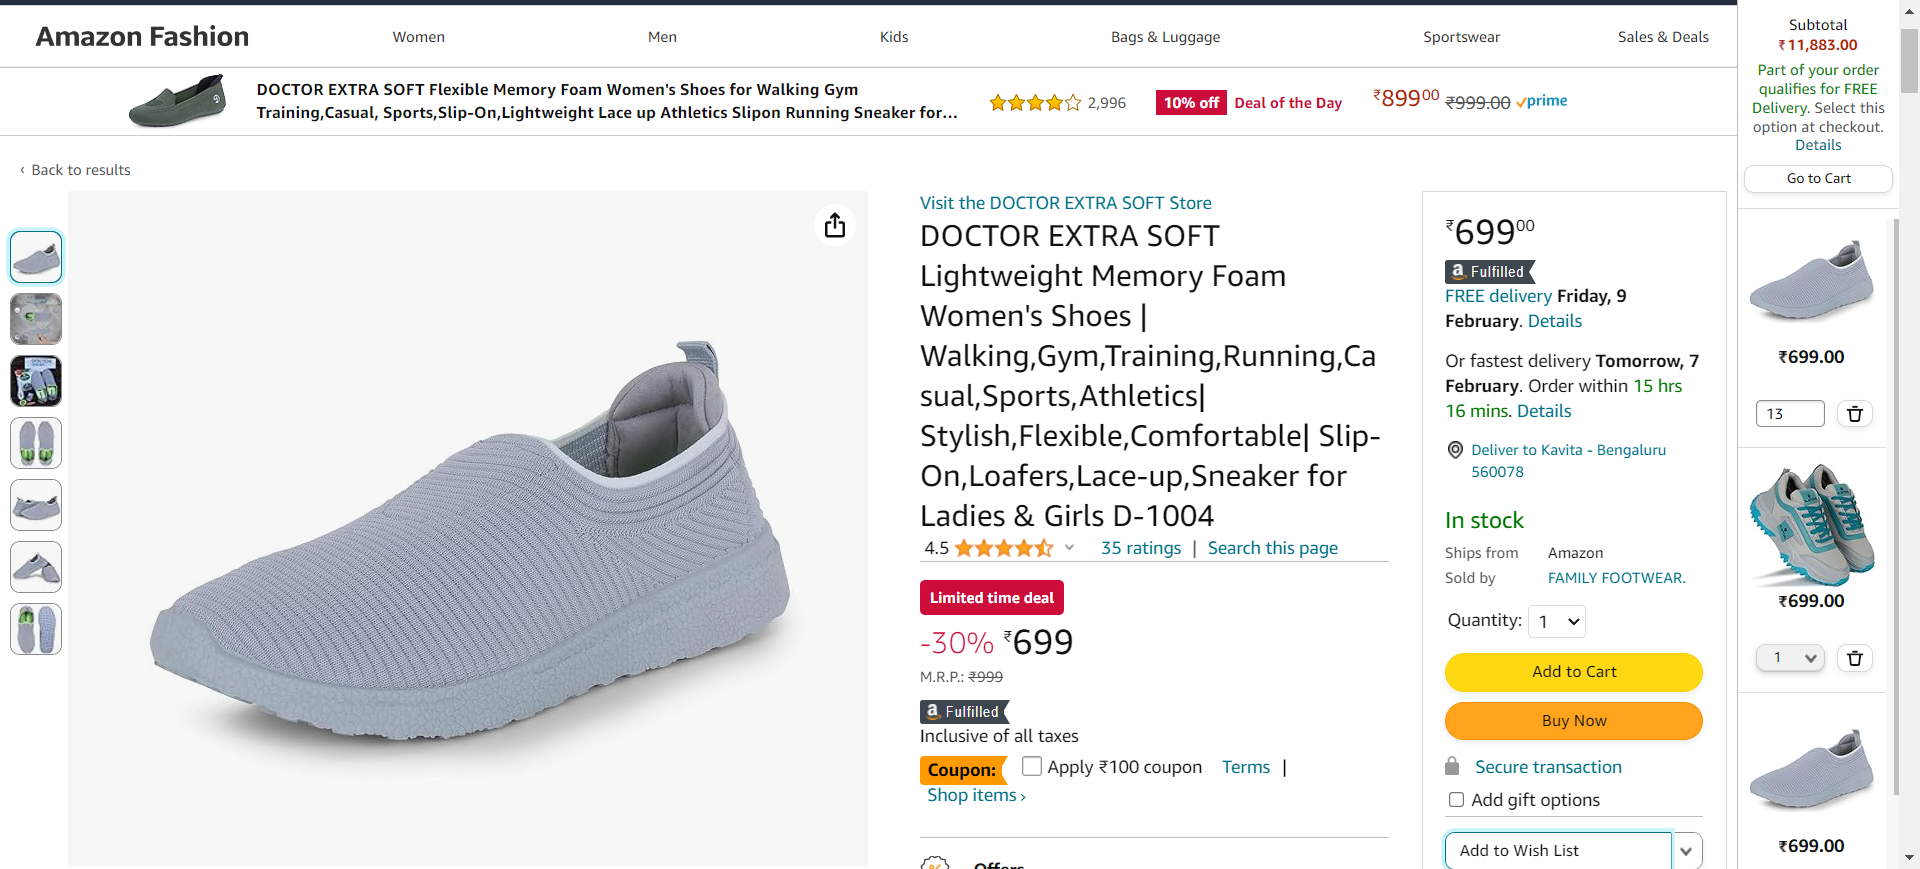 Amazon Fashion
Women
Men
Kids
Bags & Luggage
Sportswear
Sales & Deals
DOCTOR EXTRA SOFT Flexible Memory Foam Women's Shoes for Walking Gym
Training,Casual, Sports,Slip-On,Lightweight Lace up Athletics Slipon Running Sneaker for...
2,996
10% off
Deal of the Day
₹89900 ₹999.00 prime
‹ Back to results
Visit the DOCTOR EXTRA SOFT Store
DOCTOR EXTRA SOFT
Lightweight Memory Foam
Women's Shoes |
Walking,Gym,Training,Running,Ca
sual,Sports,Athletics|
Stylish,Flexible,Comfortable| Slip-
On,Loafers,Lace-up,Sneaker for
Ladies & Girls D-1004
4.5 35 ratings | Search this page
Limited time deal
-30% ₹699
M.R.P.: ₹999
a Fulfilled
Inclusive of all taxes
Coupon: Apply ₹100 coupon Terms |
Shop items ›
Offers
₹69900
a Fulfilled
FREE delivery Friday, 9
February. Details
Or fastest delivery Tomorrow, 7
February. Order within 15 hrs
16 mins. Details
Deliver to Kavita - Bengaluru
560078
In stock
Ships from Amazon
Sold by FAMILY FOOTWEAR.
Quantity: 1
Add to Cart
Buy Now
Secure transaction
Add gift options
Add to Wish List
Subtotal
₹11,883.00
Part of your order
qualifies for FREE
Delivery. Select this
option at checkout.
Details
Go to Cart
₹699.00
13
₹699.00
1
₹699.00